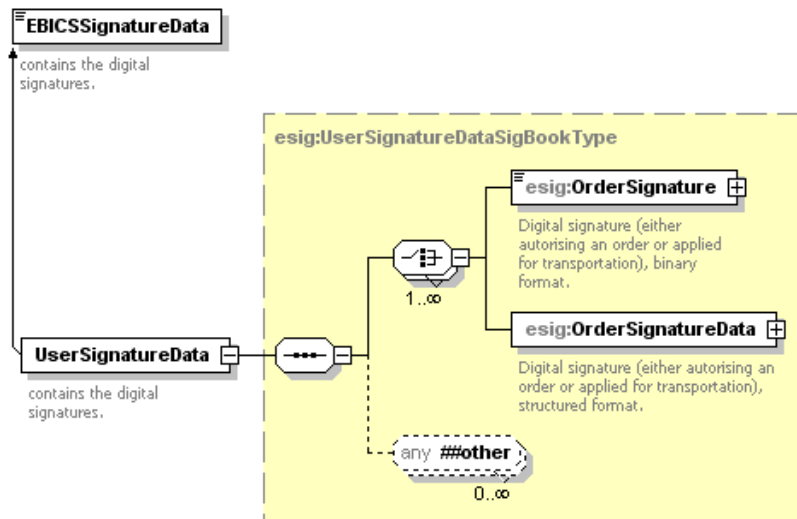 EBICSSignatureData
contains the digital
signatures.
esig:UserSignatureDataSigBookType
esig:OrderSignature
Digital signature (either
autorising an order or applied
for transportation), binary
format.
1..∞
esig:OrderSignatureData
Digital signature (either autorising an
order or applied for transportation),
structured format.
UserSignatureData
contains the digital
signatures.
any ##other
0..∞